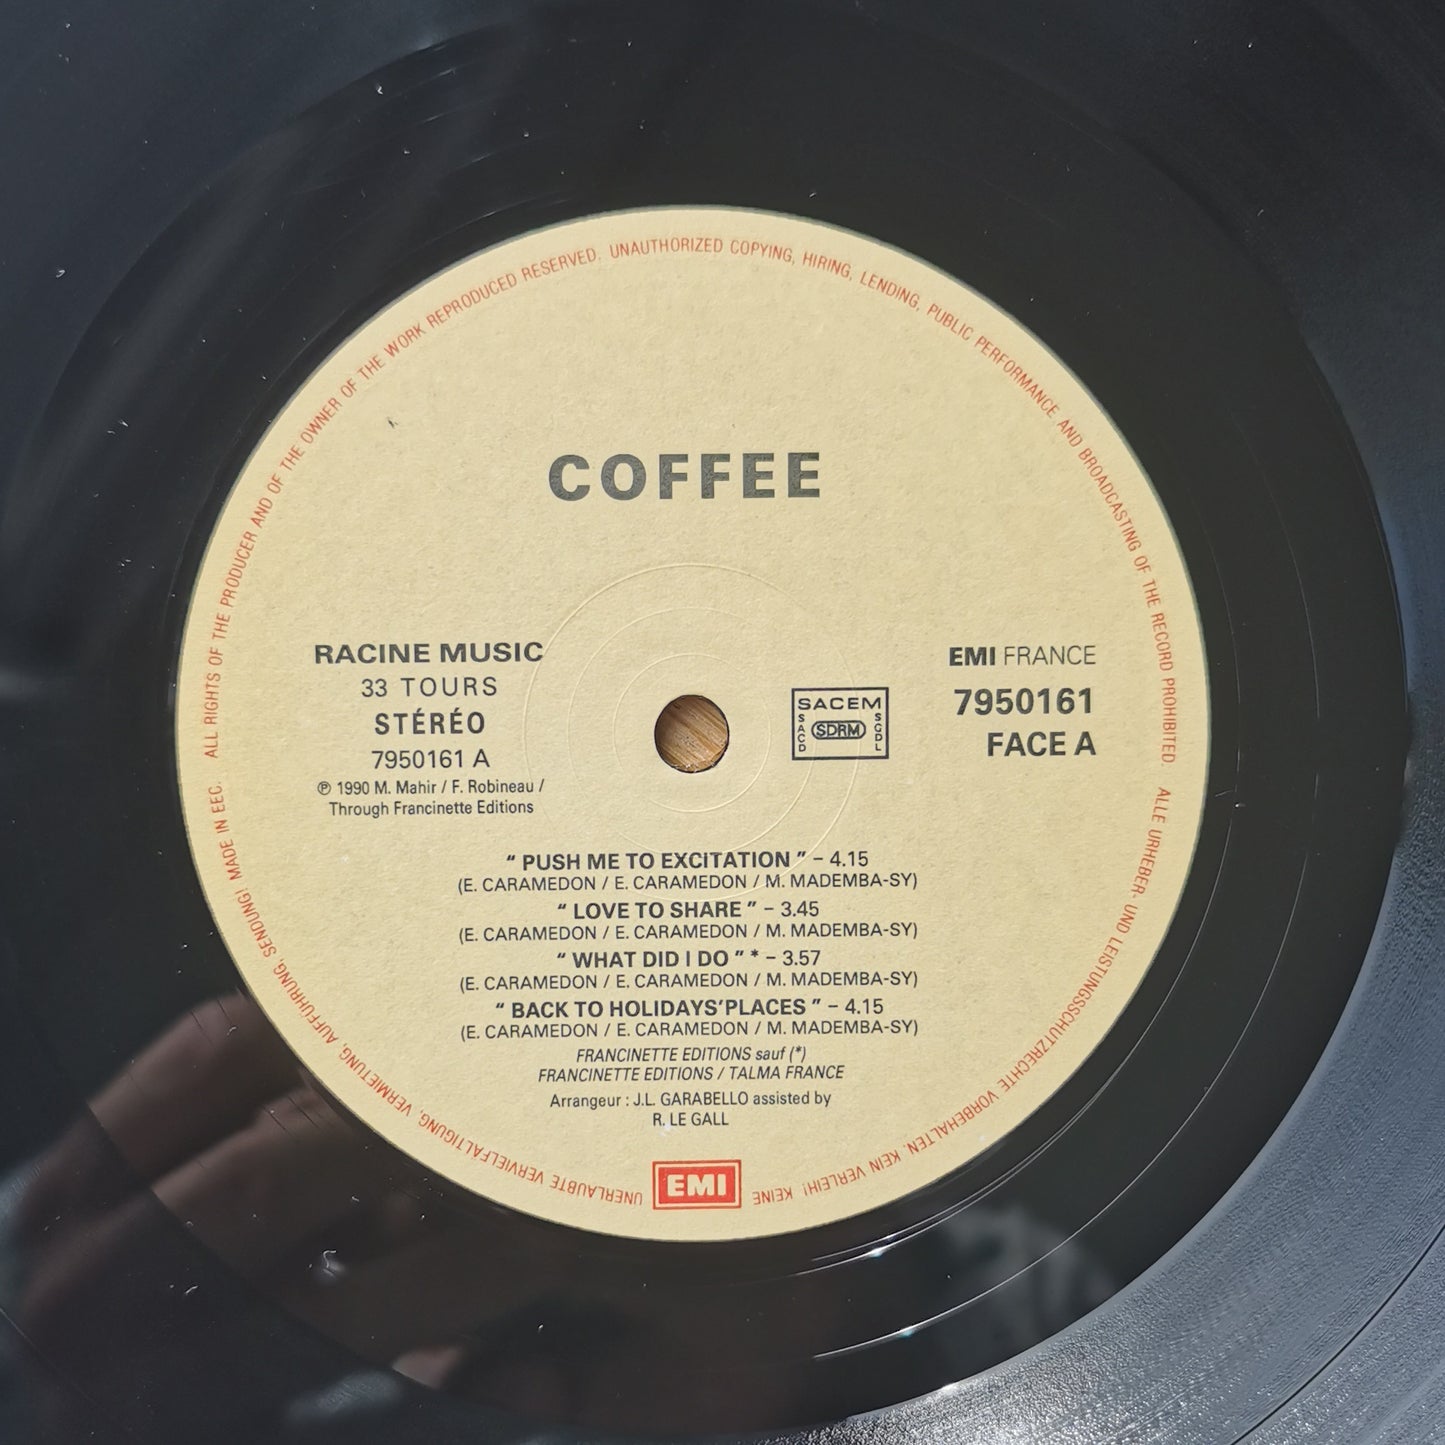 ALL RIGHTS OF THE PRODUCER AND OF THE OWNER OF THE WORK REPRODUCED RESERVED. UNAUTHORIZED COPYING, HIRING, LENDING, PUBLIC PERFORMANCE AND BROADCASTING OF THE RECORD PROHIBITED.
COFFEE
RACINE MUSIC
33 TOURS
STÉRÉO
7950161 A
℗ 1990 M. Mahir / F. Robineau /
Through Francinette Editions
SACEM
SACD
SDRM
SGDL
EMI FRANCE
7950161
FACE A
“ PUSH ME TO EXCITATION ” – 4.15
(E. CARAMEDON / E. CARAMEDON / M. MADEMBA-SY)
“ LOVE TO SHARE ” – 3.45
(E. CARAMEDON / E. CARAMEDON / M. MADEMBA-SY)
“ WHAT DID I DO ” * – 3.57
(E. CARAMEDON / E. CARAMEDON / M. MADEMBA-SY)
“ BACK TO HOLIDAYS’PLACES ” – 4.15
(E. CARAMEDON / E. CARAMEDON / M. MADEMBA-SY)
FRANCINETTE EDITIONS sauf (*)
FRANCINETTE EDITIONS / TALMA FRANCE
Arrangeur : J.L. GARABELLO assisted by
R. LE GALL
EMI
ALLE URHEBER- UND LEISTUNGSSCHUTZRECHTE VORBEHALTEN. KEIN VERLEIH! KEINE UNERLAUBTE VERVIELFÄLTIGUNG, VERMIETUNG, AUFFÜHRUNG, SENDUNG! MADE IN EEC.